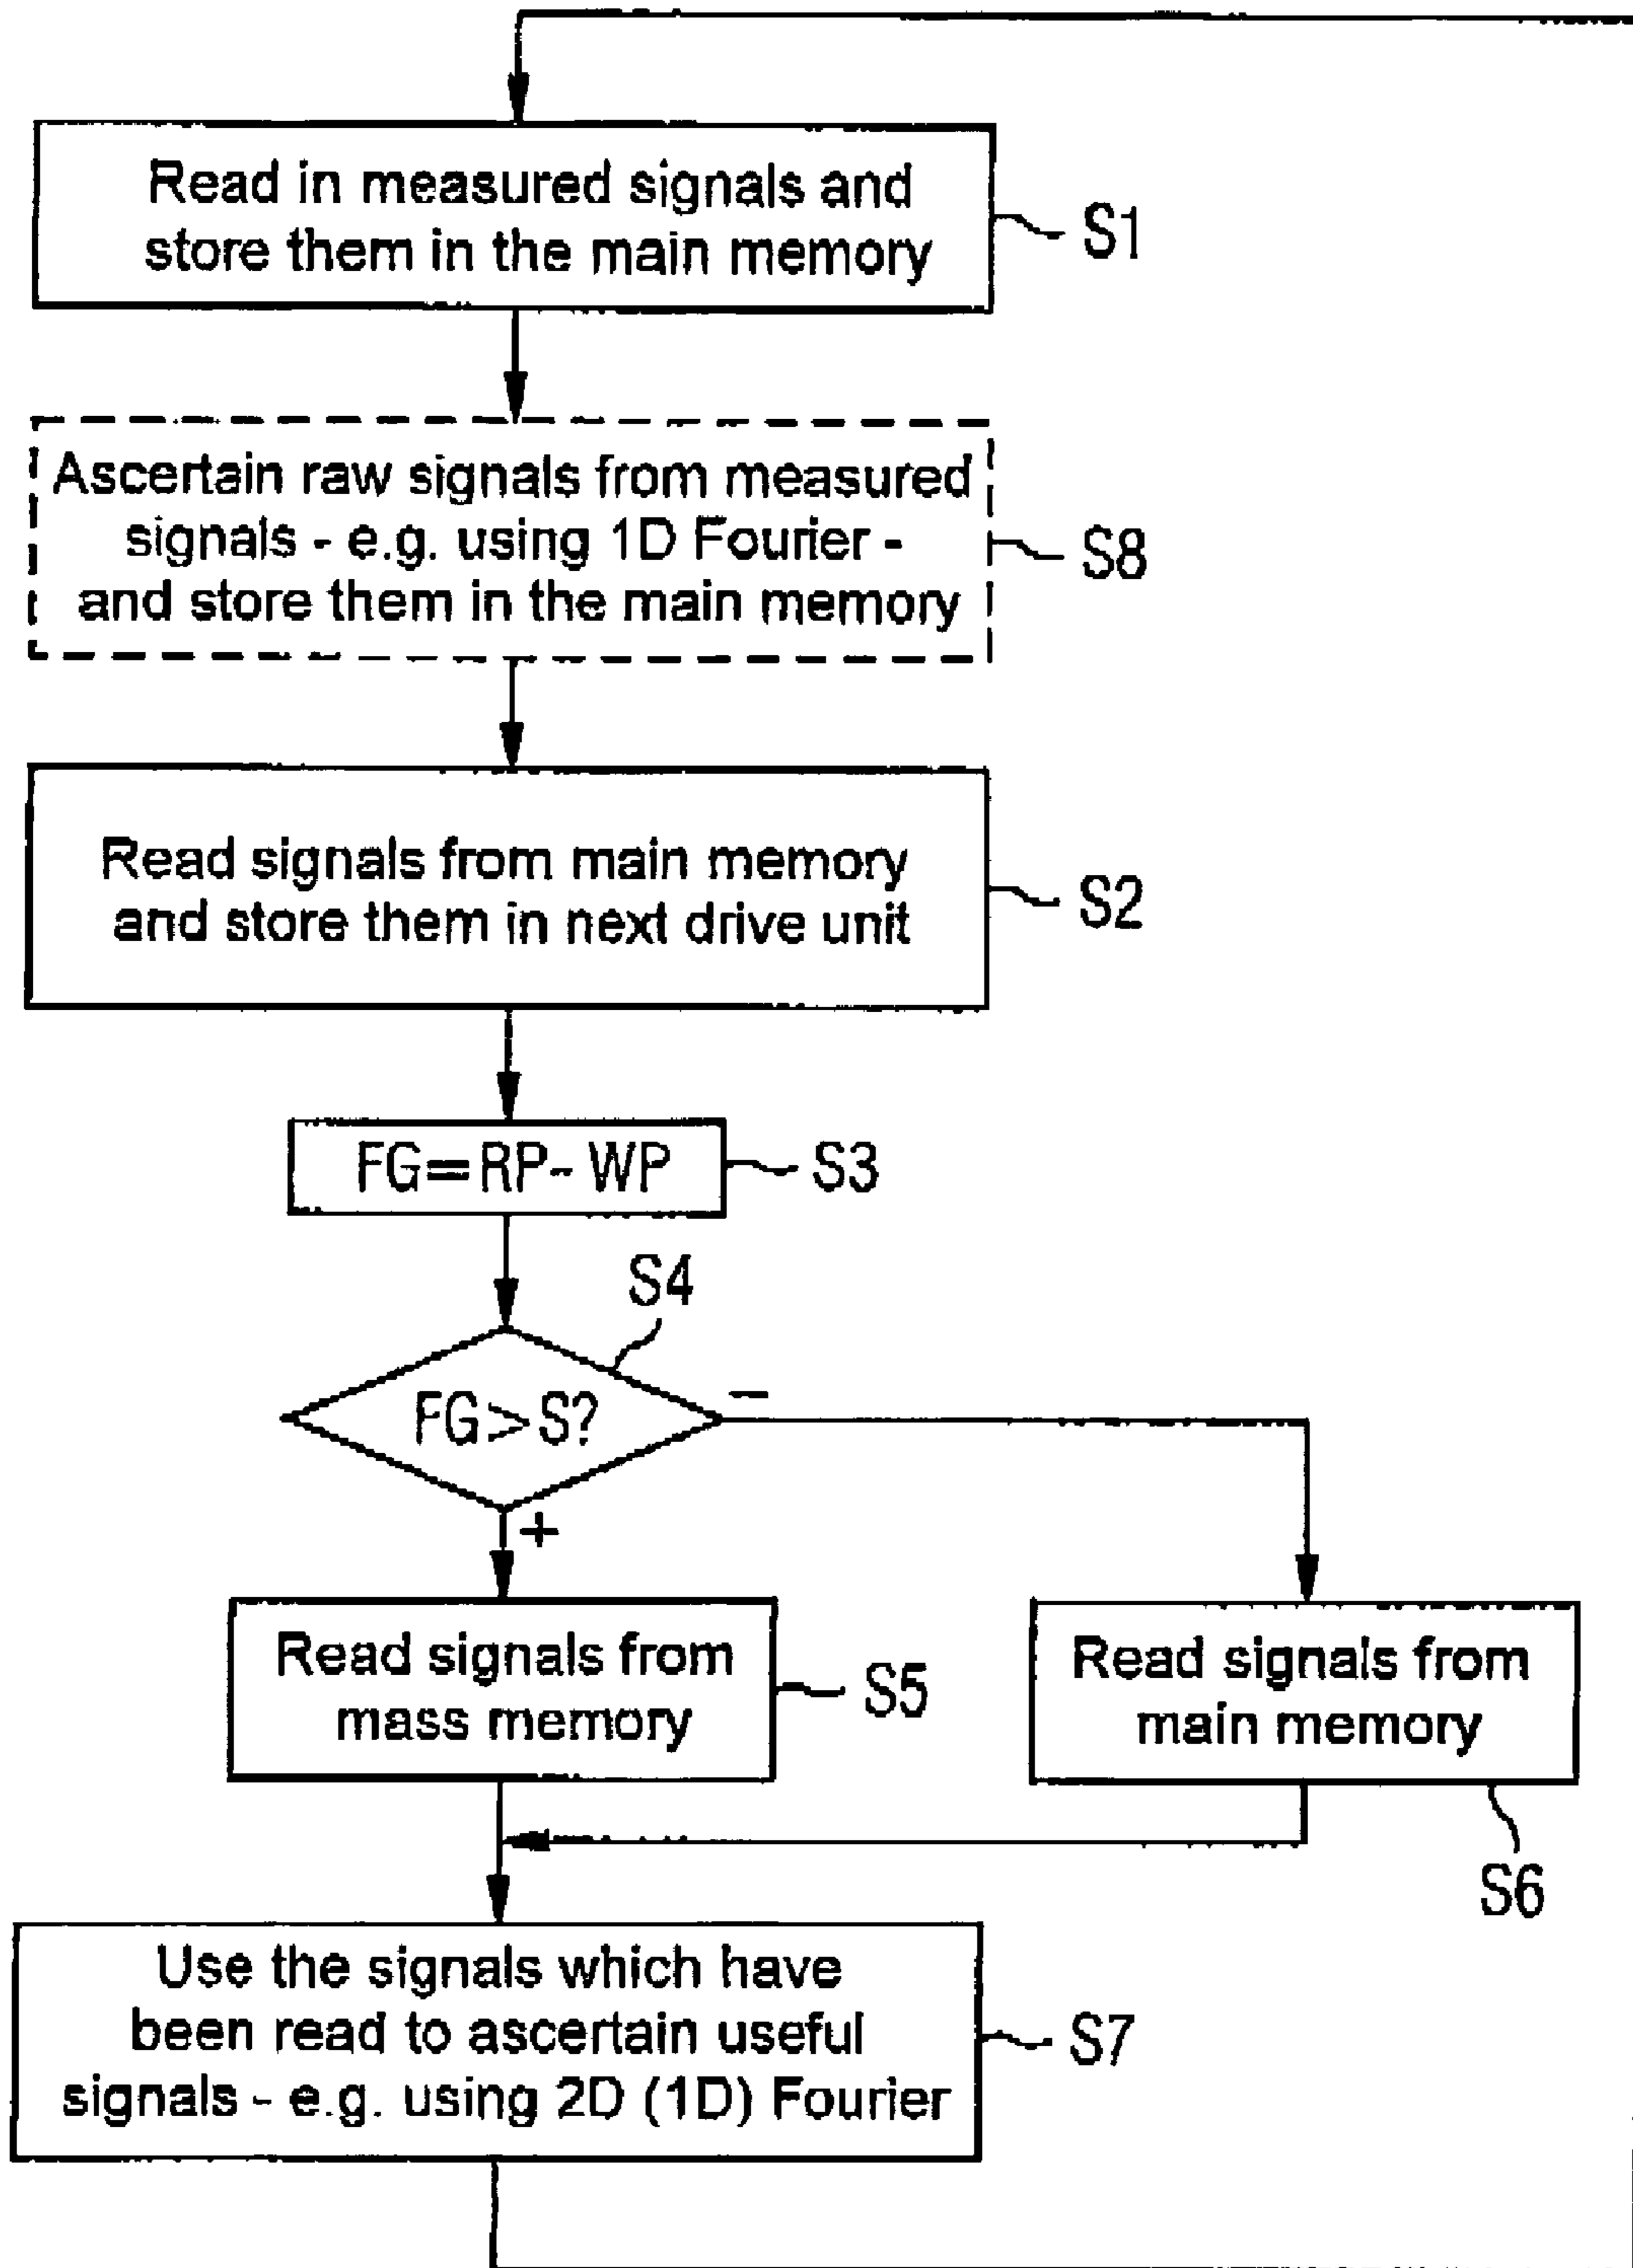 Read in measured signals and
store them in the main memory
S1
Ascertain raw signals from measured
signals - e.g. using 1D Fourier -
and store them in the main memory
S8
Read signals from main memory
and store them in next drive unit
S2
FG=RP- WP
S3
S4
FG>S?
-
+
Read signals from
mass memory
S5
Read signals from
main memory
S6
Use the signals which have
been read to ascertain useful
signals - e.g. using 2D (1D) Fourier
S7